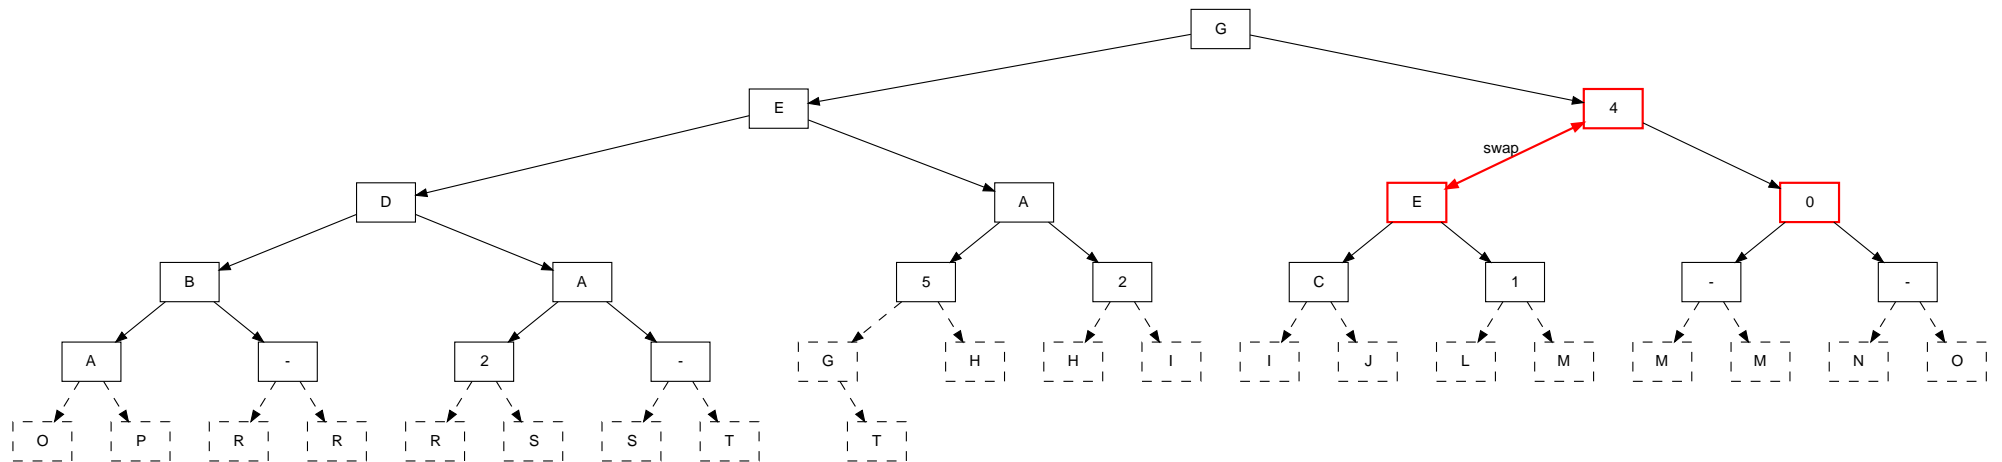 G
E 4
swap
D A E 0
B A 5 2 C 1 - -
A - 2 - G H H I I J L M M M N O
O P R R R S S T T